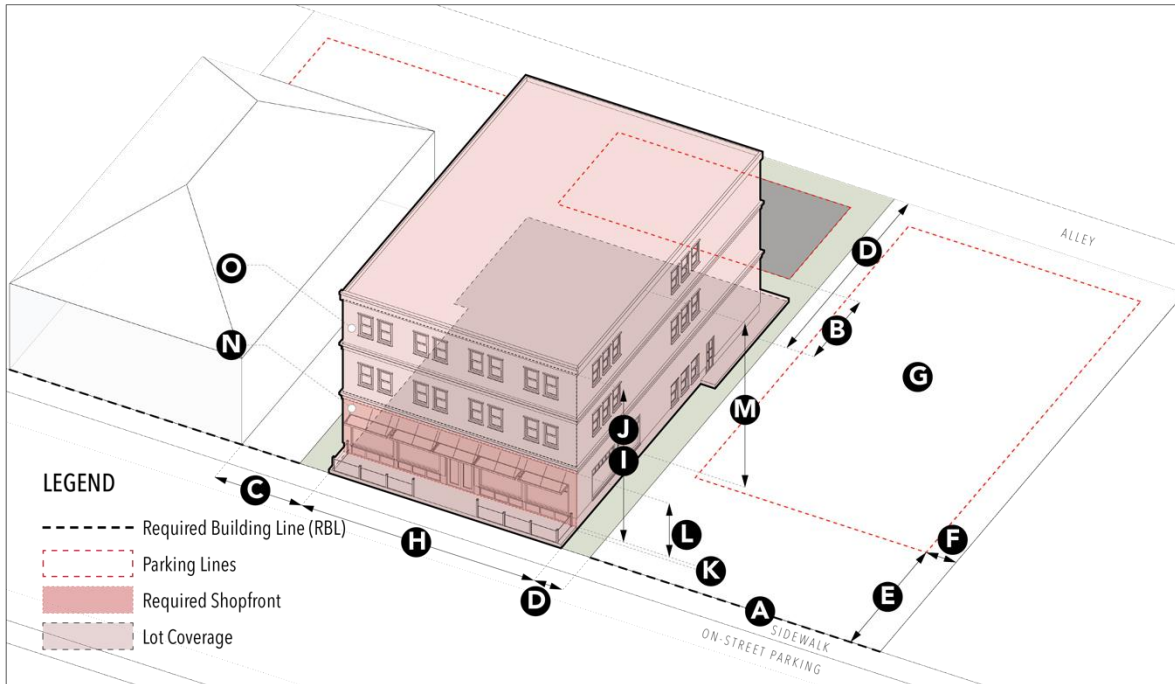 ALLEY
D
B
O
N
G
M
J
I
L
K
C
H
D
F
E
A
SIDEWALK
ON-STREET PARKING
LEGEND
Required Building Line (RBL)
Parking Lines
Required Shopfront
Lot Coverage